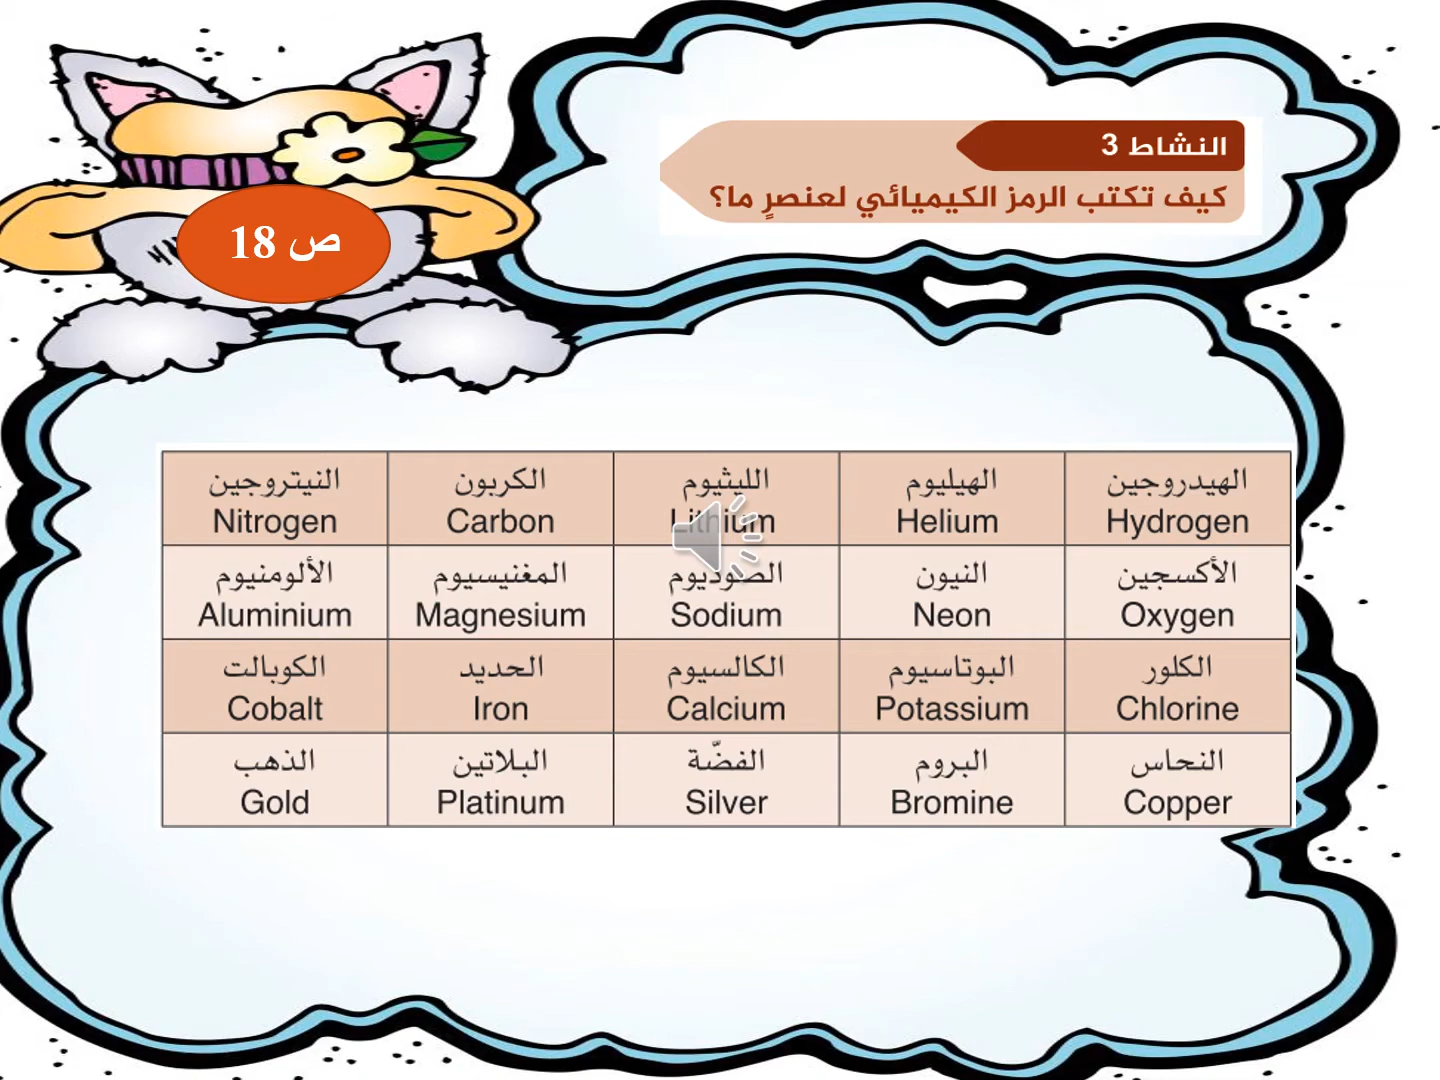 النشاط 3
كيف تكتب الرمز الكيميائي لعنصرٍ ما؟
ص 18
الهيدروجين
Hydrogen
الهيليوم
Helium
الليثيوم
Lithium
الكربون
Carbon
النيتروجين
Nitrogen
الأكسجين
Oxygen
النيون
Neon
الصوديوم
Sodium
المغنيسيوم
Magnesium
الألومنيوم
Aluminium
الكلور
Chlorine
البوتاسيوم
Potassium
الكالسيوم
Calcium
الحديد
Iron
الكوبالت
Cobalt
النحاس
Copper
البروم
Bromine
الفضّة
Silver
البلاتين
Platinum
الذهب
Gold